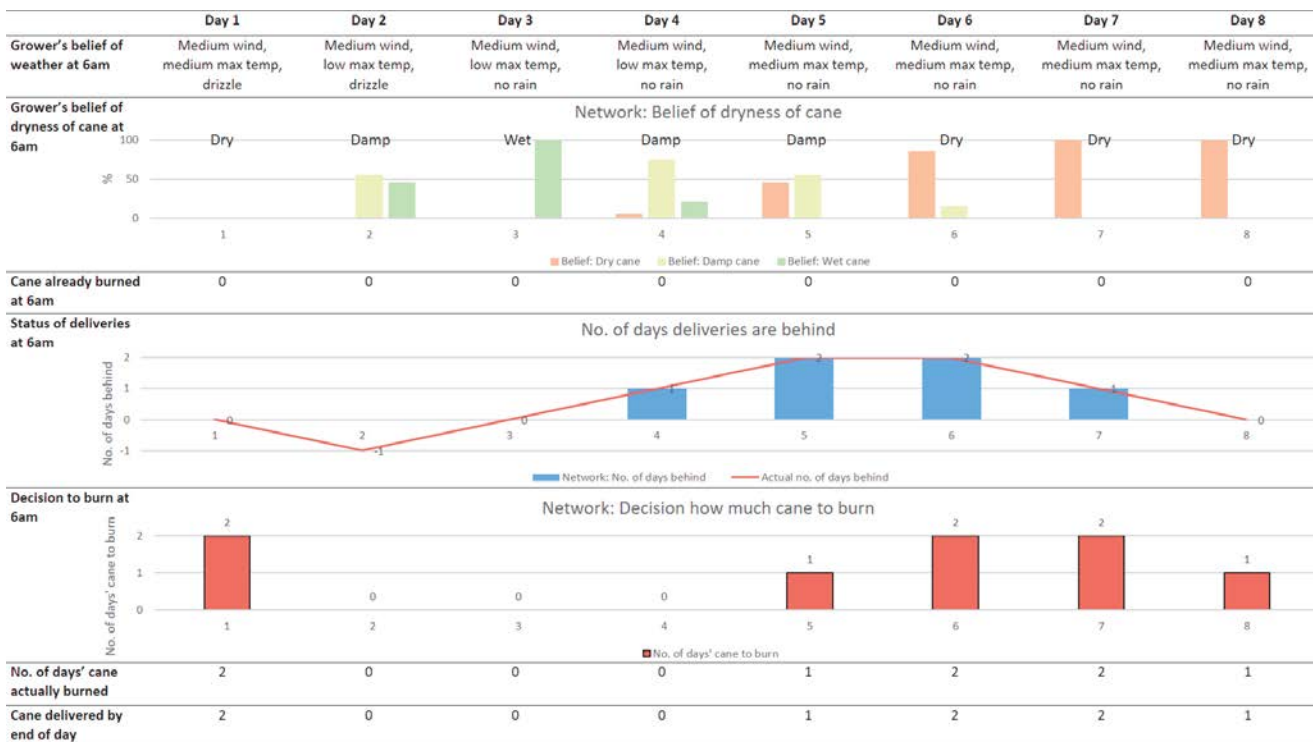 Day 1 Day 2 Day 3 Day 4 Day 5 Day 6 Day 7 Day 8
Grower's belief of weather at 6am
Medium wind, medium max temp, drizzle
Medium wind, low max temp, drizzle
Medium wind, low max temp, no rain
Medium wind, low max temp, no rain
Medium wind, medium max temp, no rain
Medium wind, medium max temp, no rain
Medium wind, medium max temp, no rain
Medium wind, medium max temp, no rain
Grower's belief of dryness of cane at 6am
Network: Belief of dryness of cane
Dry Damp Wet Damp Damp Dry Dry Dry
%
100
50
0
1 2 3 4 5 6 7 8
Belief: Dry cane Belief: Damp cane Belief: Wet cane
Cane already burned at 6am
0 0 0 0 0 0 0 0
Status of deliveries at 6am
No. of days deliveries are behind
No. of days behind
2
1
0
-1
0 -1 0 1 2 2 1 0
1 2 3 4 5 6 7 8
Network: No. of days behind Actual no. of days behind
Decision to burn at 6am
Network: Decision how much cane to burn
No. of days' cane to burn
2
1
0
2 0 0 0 1 2 2 1
1 2 3 4 5 6 7 8
No. of days' cane to burn
No. of days' cane actually burned
2 0 0 0 1 2 2 1
Cane delivered by end of day
2 0 0 0 1 2 2 1